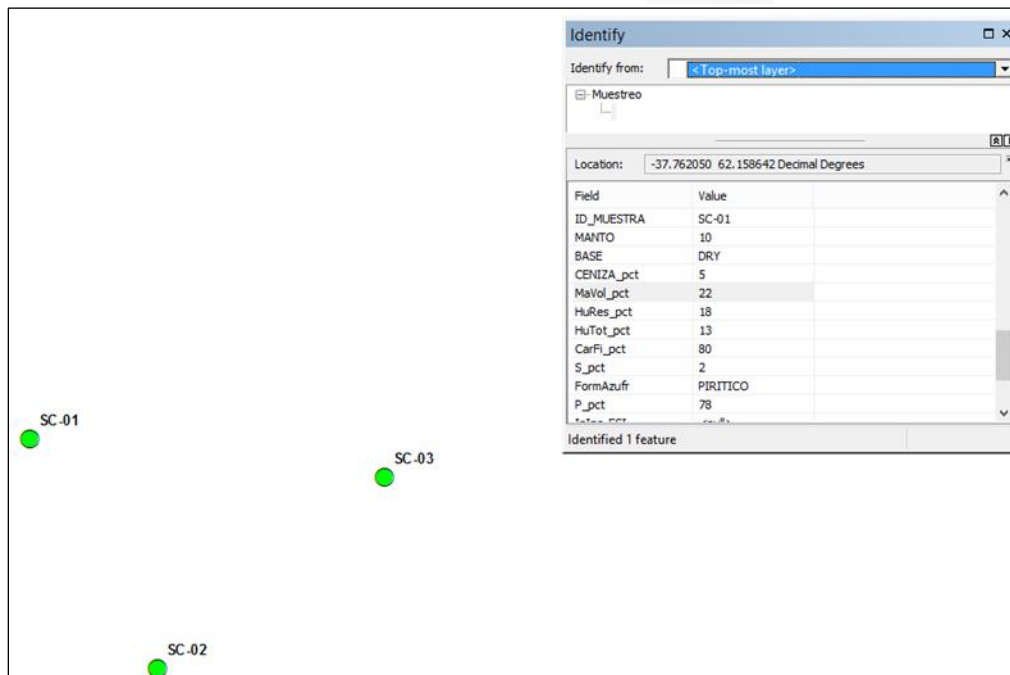 Identify
Identify from: <Top-most layer>
Muestreo
Location: -37.762050 62.158642 Decimal Degrees
Field Value
ID_MUESTRA SC-01
MANTO 10
BASE DRY
CENIZA_pct 5
MaVol_pct 22
HuRes_pct 18
HuTot_pct 13
CarFi_pct 80
S_pct 2
FormAzufr PIRITICO
P_pct 78
Identified 1 feature
SC-01
SC-03
SC-02